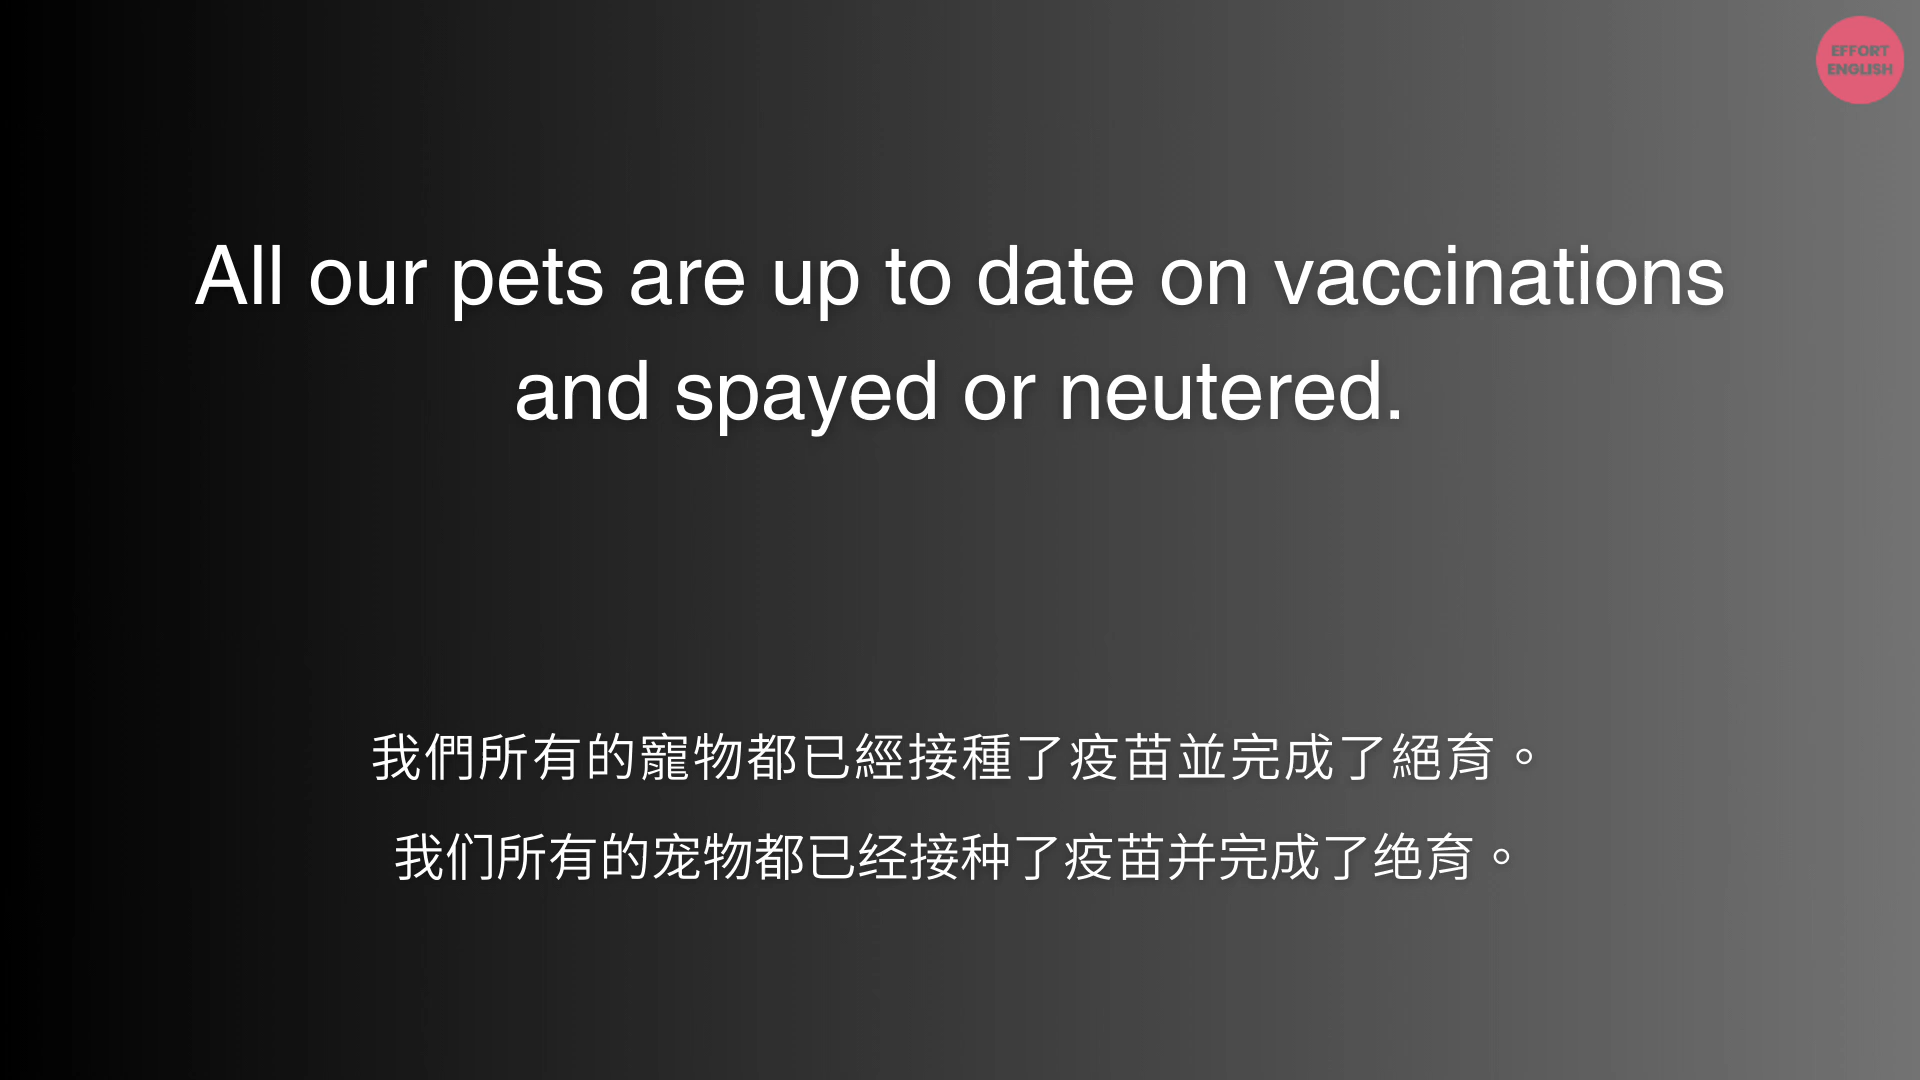 EFFORT
ENGLISH
All our pets are up to date on vaccinations
and spayed or neutered.
我們所有的寵物都已經接種了疫苗並完成了絕育。
我们所有的宠物都已经接种了疫苗并完成了绝育。